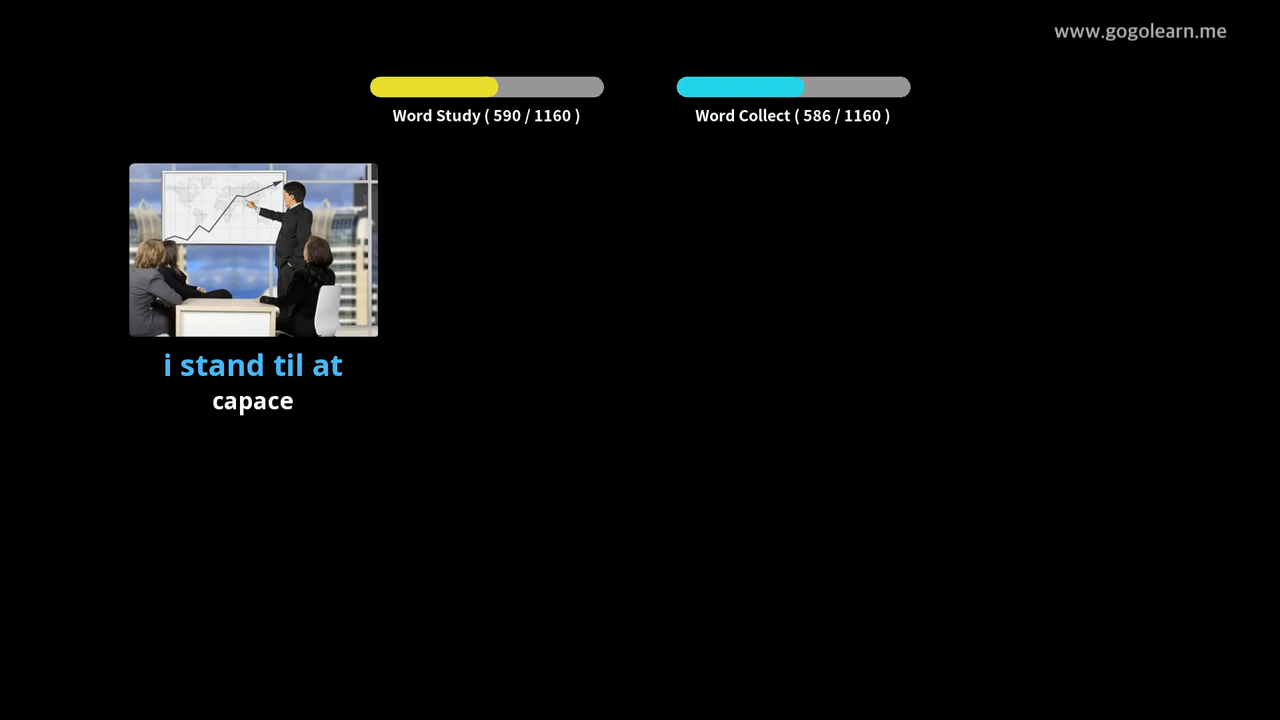 www.gogolearn.me
Word Study ( 590 / 1160 )
Word Collect ( 586 / 1160 )
i stand til at
capace